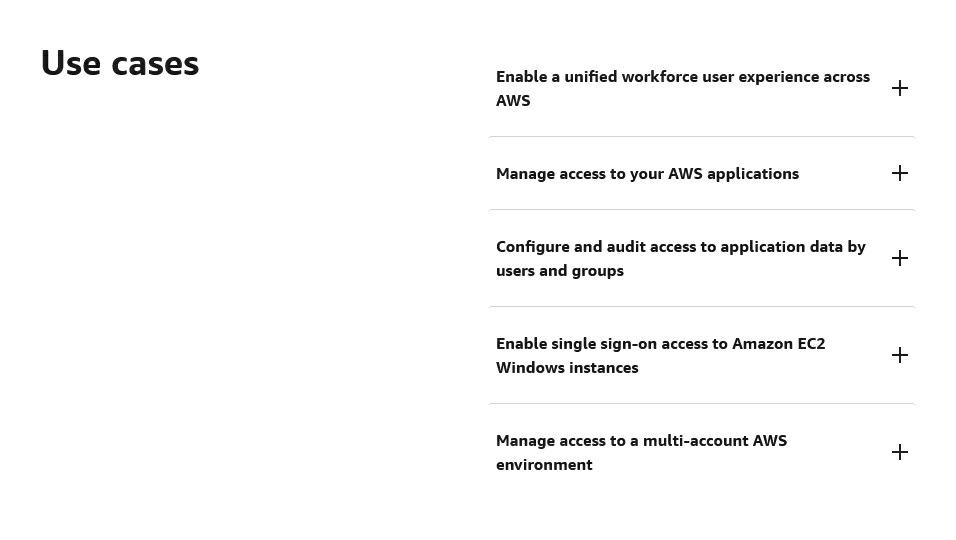 Use cases
Enable a unified workforce user experience across
AWS
Manage access to your AWS applications
Configure and audit access to application data by
users and groups
Enable single sign-on access to Amazon EC2
Windows instances
Manage access to a multi-account AWS
environment